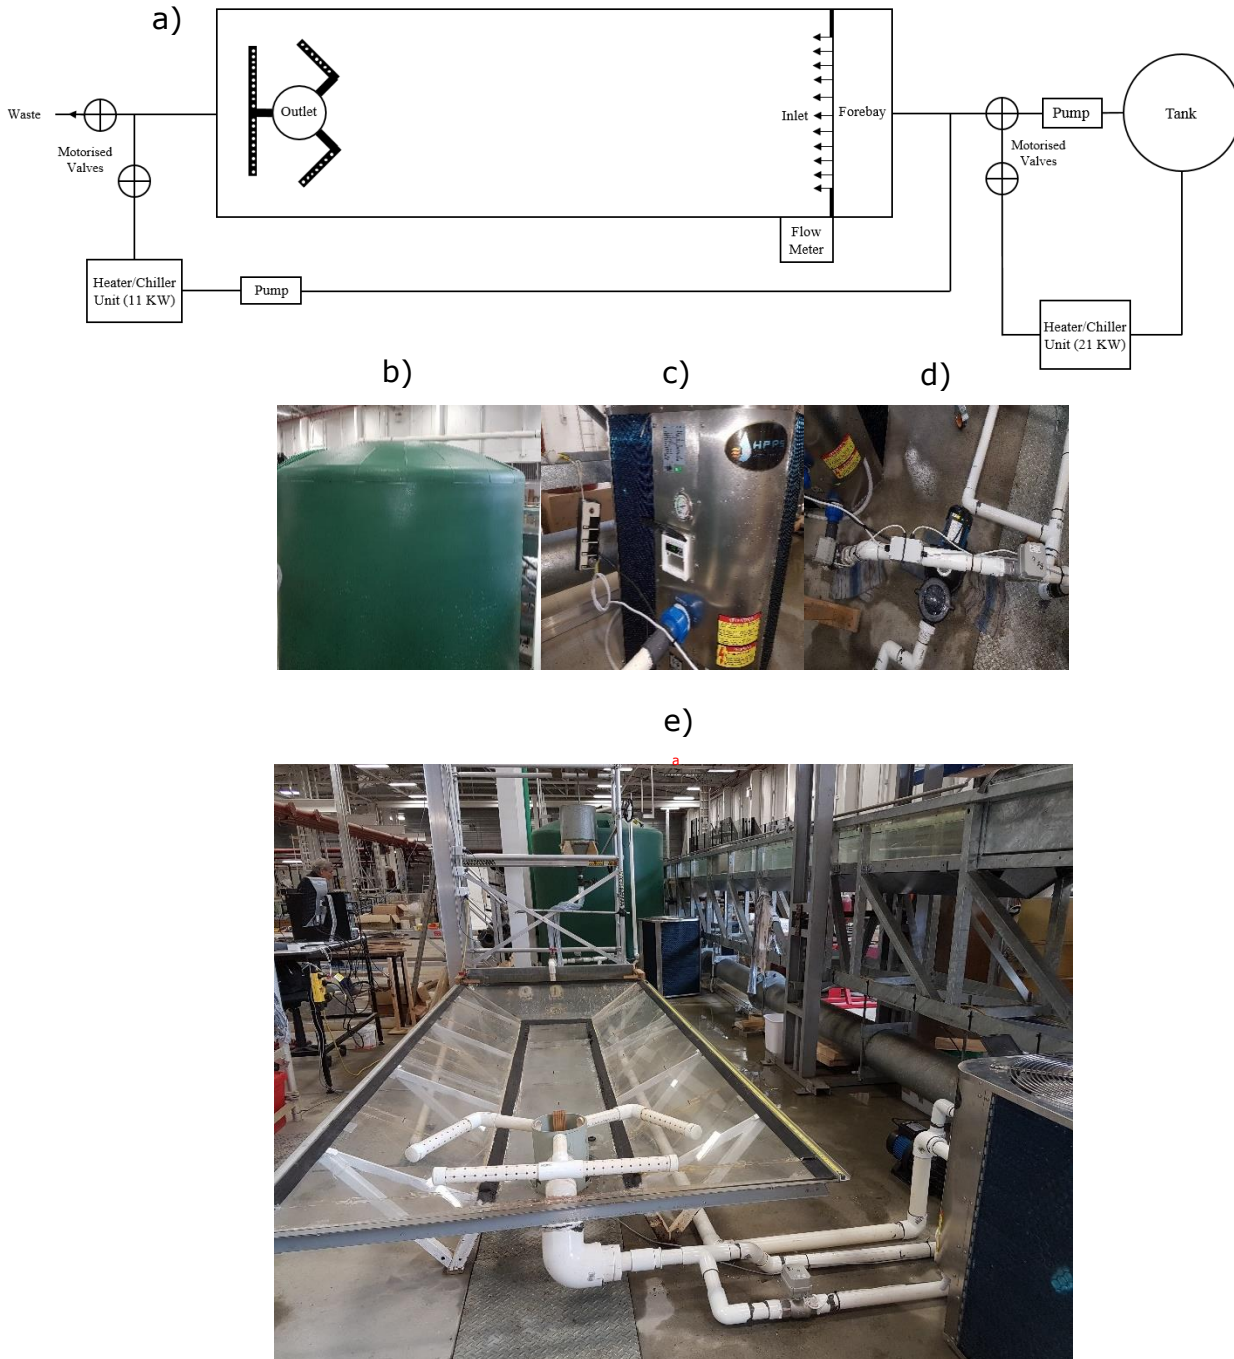 a)
Waste
Motorised
Valves
Outlet
Inlet
Forebay
Flow
Meter
Motorised
Valves
Pump
Tank
Heater/Chiller
Unit (11 KW)
Pump
Heater/Chiller
Unit (21 KW)
b)
c)
d)
HPPS
e)
a